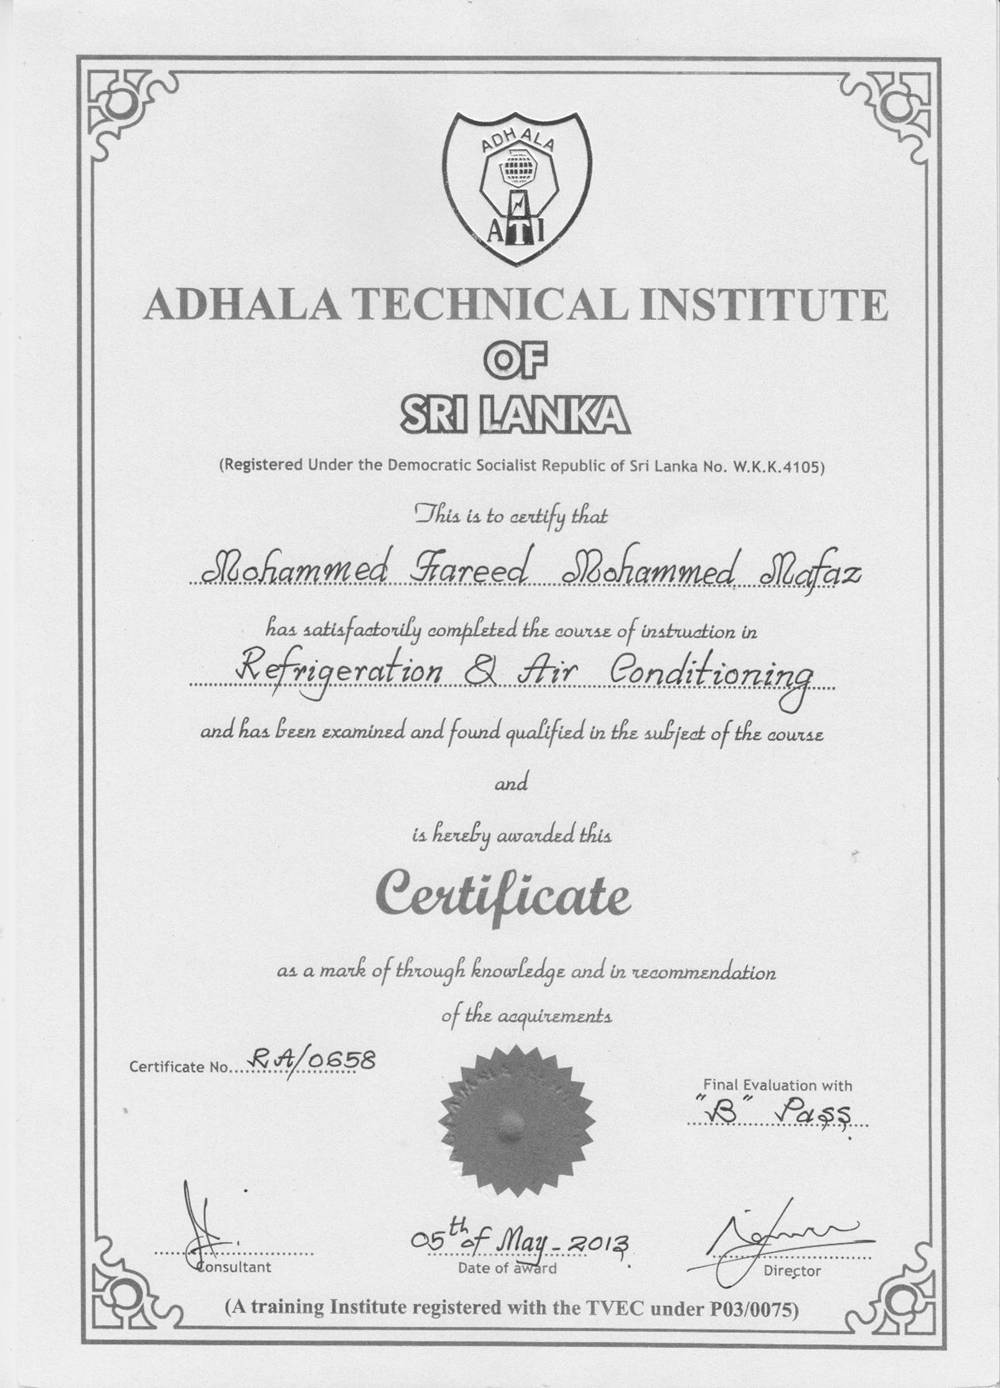 ADHALA
ATI
ADHALA TECHNICAL INSTITUTE
OF
SRI LANKA
(Registered Under the Democratic Socialist Republic of Sri Lanka No. W.K.K.4105)
This is to certify that
Mohammed Fareed Mohammed Mafaz
has satisfactorily completed the course of instruction in
Refrigeration & Air Conditioning
and has been examined and found qualified in the subject of the course
and
is hereby awarded this
Certificate
as a mark of through knowledge and in recommendation
of the acquirements
Certificate No. RA/0658
Final Evaluation with
"B" Pass.
05th of May - 2013.
Consultant
Date of award
Director
(A training Institute registered with the TVEC under P03/0075)